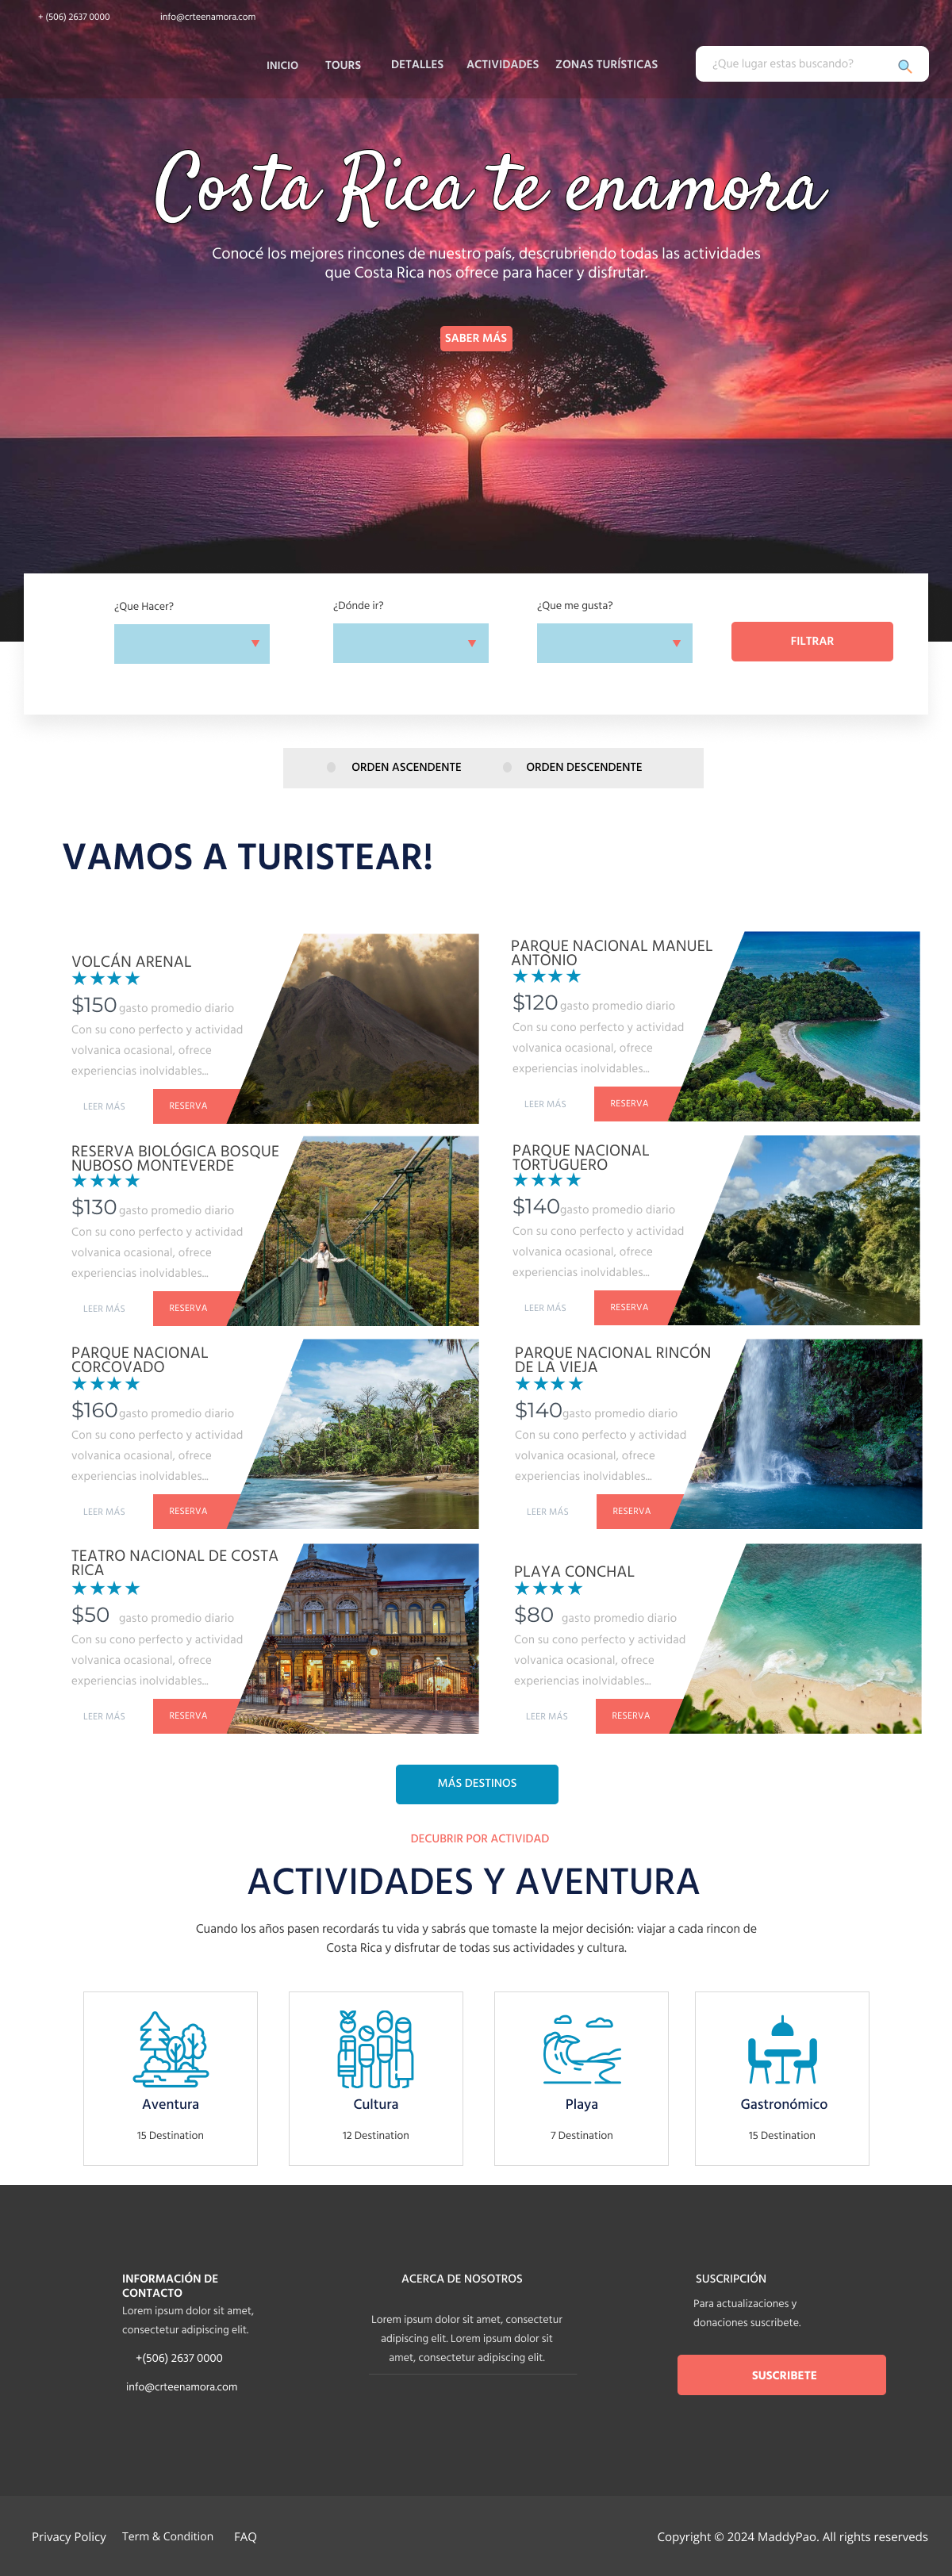 + (506) 2637 0000
info@crteenamora.com
INICIO
TOURS
DETALLES
ACTIVIDADES
ZONAS TURÍSTICAS
¿Que lugar estas buscando?
Costa Rica te enamora
Conocé los mejores rincones de nuestro país, descrubriendo todas las actividades
que Costa Rica nos ofrece para hacer y disfrutar.
SABER MÁS
¿Que Hacer?
¿Dónde ir?
¿Que me gusta?
FILTRAR
ORDEN ASCENDENTE
ORDEN DESCENDENTE
VAMOS A TURISTEAR!
VOLCÁN ARENAL
$150 gasto promedio diario
Con su cono perfecto y actividad
volvanica ocasional, ofrece
experiencias inolvidables...
LEER MÁS
RESERVA
PARQUE NACIONAL MANUEL
ANTONIO
$120 gasto promedio diario
Con su cono perfecto y actividad
volvanica ocasional, ofrece
experiencias inolvidables...
LEER MÁS
RESERVA
RESERVA BIOLÓGICA BOSQUE
NUBOSO MONTEVERDE
$130 gasto promedio diario
Con su cono perfecto y actividad
volvanica ocasional, ofrece
experiencias inolvidables...
LEER MÁS
RESERVA
PARQUE NACIONAL
TORTUGUERO
$140 gasto promedio diario
Con su cono perfecto y actividad
volvanica ocasional, ofrece
experiencias inolvidables...
LEER MÁS
RESERVA
PARQUE NACIONAL
CORCOVADO
$160 gasto promedio diario
Con su cono perfecto y actividad
volvanica ocasional, ofrece
experiencias inolvidables...
LEER MÁS
RESERVA
PARQUE NACIONAL RINCÓN
DE LA VIEJA
$140 gasto promedio diario
Con su cono perfecto y actividad
volvanica ocasional, ofrece
experiencias inolvidables...
LEER MÁS
RESERVA
TEATRO NACIONAL DE COSTA
RICA
$50 gasto promedio diario
Con su cono perfecto y actividad
volvanica ocasional, ofrece
experiencias inolvidables...
LEER MÁS
RESERVA
PLAYA CONCHAL
$80 gasto promedio diario
Con su cono perfecto y actividad
volvanica ocasional, ofrece
experiencias inolvidables...
LEER MÁS
RESERVA
MÁS DESTINOS
DECUBRIR POR ACTIVIDAD
ACTIVIDADES Y AVENTURA
Cuando los años pasen recordarás tu vida y sabrás que tomaste la mejor decisión: viajar a cada rincon de
Costa Rica y disfrutar de todas sus actividades y cultura.
Aventura
15 Destination
Cultura
12 Destination
Playa
7 Destination
Gastronómico
15 Destination
INFORMACIÓN DE
CONTACTO
Lorem ipsum dolor sit amet,
consectetur adipiscing elit.
+(506) 2637 0000
info@crteenamora.com
ACERCA DE NOSOTROS
Lorem ipsum dolor sit amet, consectetur
adipiscing elit. Lorem ipsum dolor sit
amet, consectetur adipiscing elit.
SUSCRIPCIÓN
Para actualizaciones y
donaciones suscribete.
SUSCRIBETE
Privacy Policy
Term & Condition
FAQ
Copyright © 2024 MaddyPao. All rights reserveds